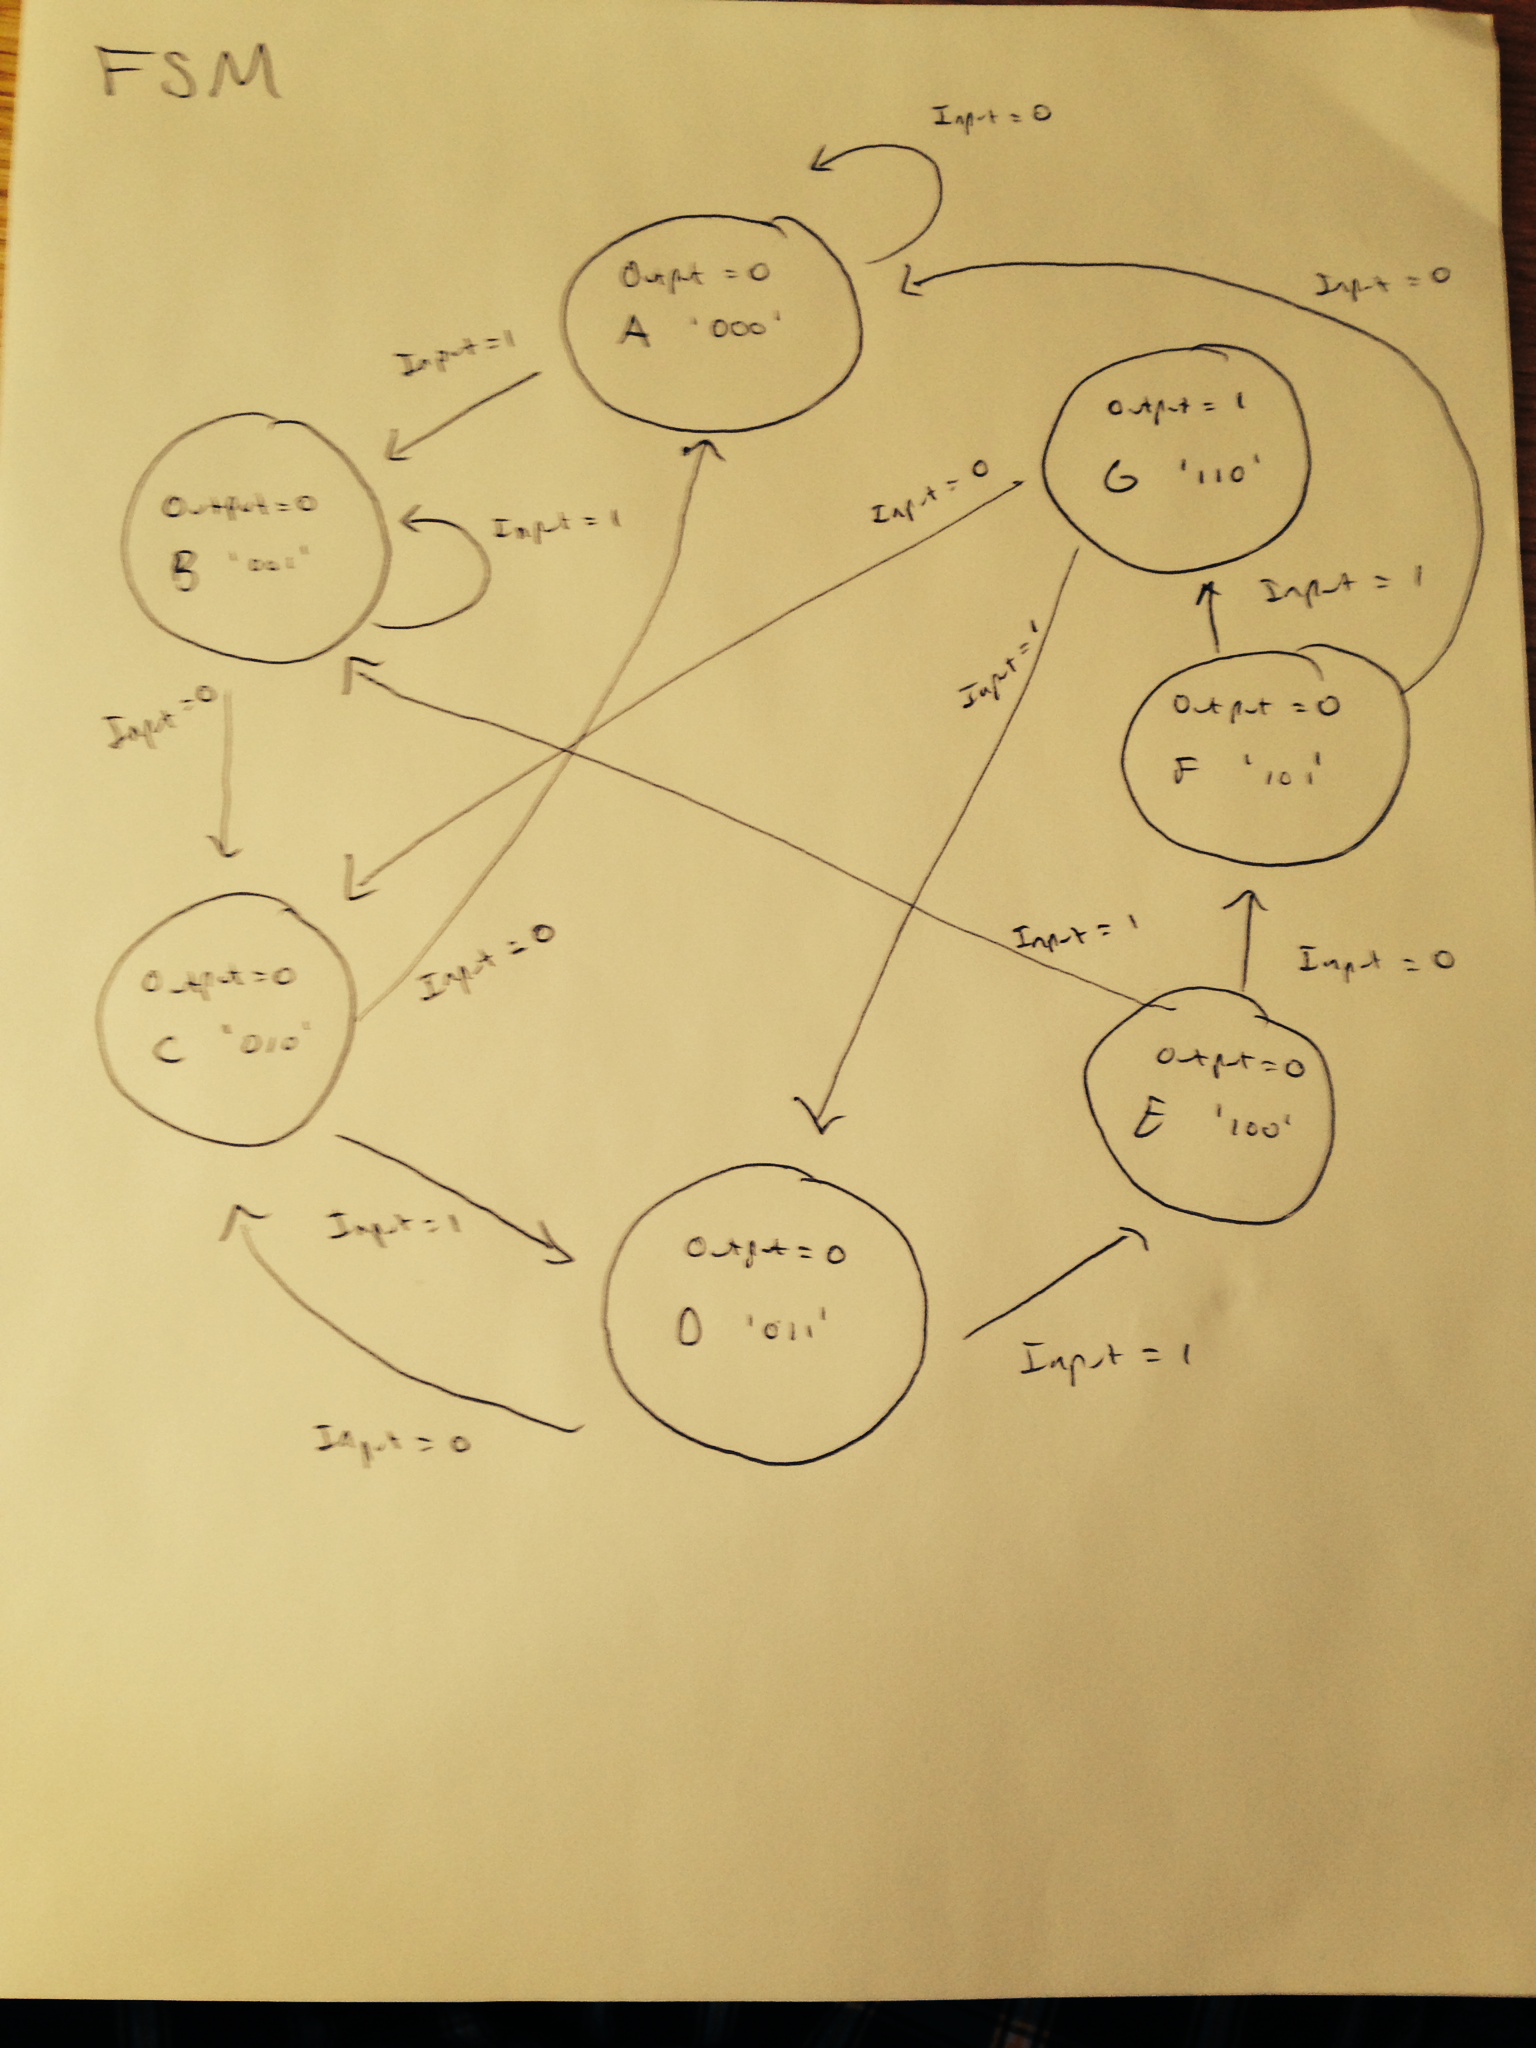 FSM
Input = 0
Output = 0
A '000'
Input = 0
Input = 1
Output = 1
G '110'
Input = 0
Output = 0
B "001"
Input = 1
Input = 1
Input = 1
Input = 0
Output = 0
F '101'
Input = 0
Input = 1
Input = 0
Output = 0
C "010"
Output = 0
E '100'
Input = 1
Output = 0
D '011'
Input = 1
Input = 0